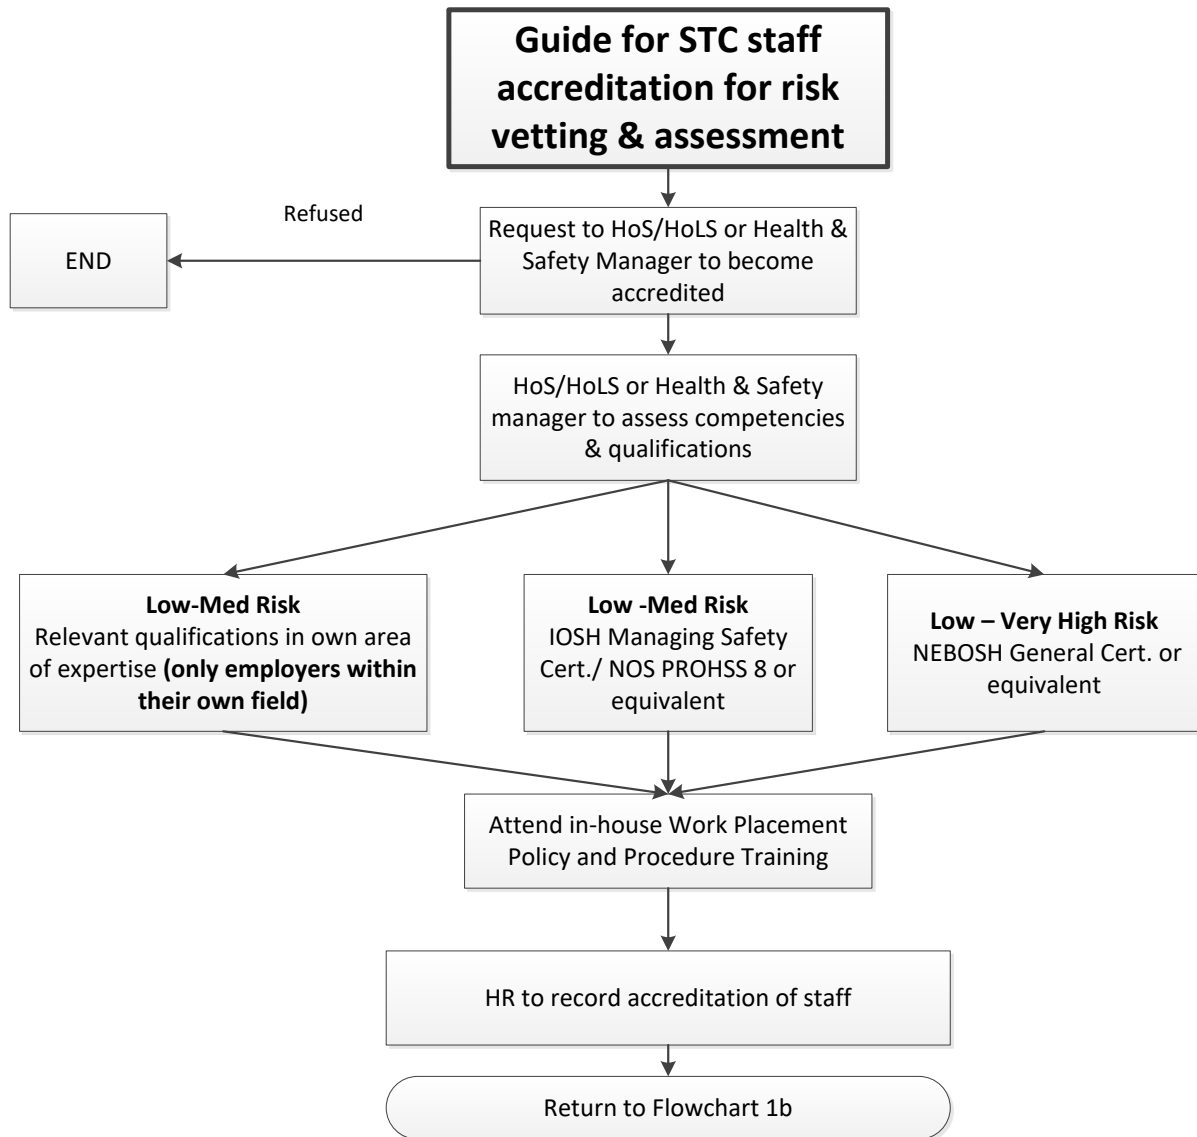 Guide for STC staff
accreditation for risk
vetting & assessment
Refused
END
Request to HoS/HoLS or Health &
Safety Manager to become
accredited
HoS/HoLS or Health & Safety
manager to assess competencies
& qualifications
Low-Med Risk
Relevant qualifications in own area
of expertise (only employers within
their own field)
Low -Med Risk
IOSH Managing Safety
Cert./ NOS PROHSS 8 or
equivalent
Low – Very High Risk
NEBOSH General Cert. or
equivalent
Attend in-house Work Placement
Policy and Procedure Training
HR to record accreditation of staff
Return to Flowchart 1b